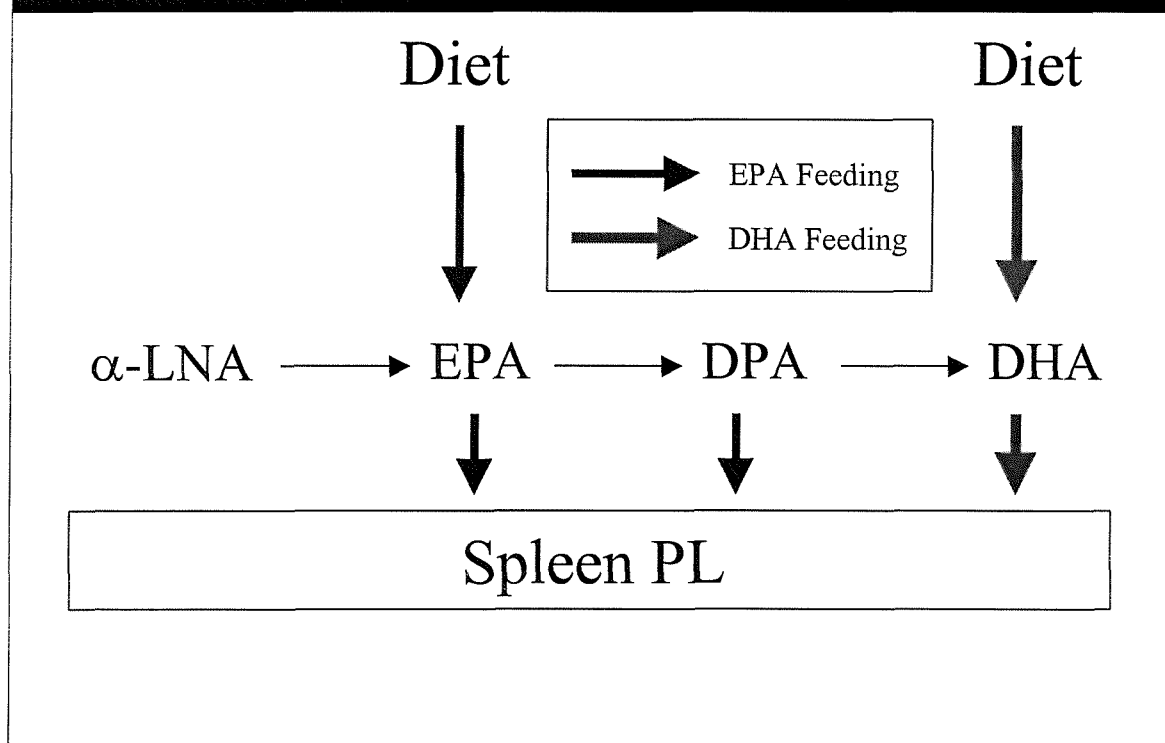 Diet Diet
EPA Feeding
DHA Feeding
α-LNA EPA DPA DHA
Spleen PL